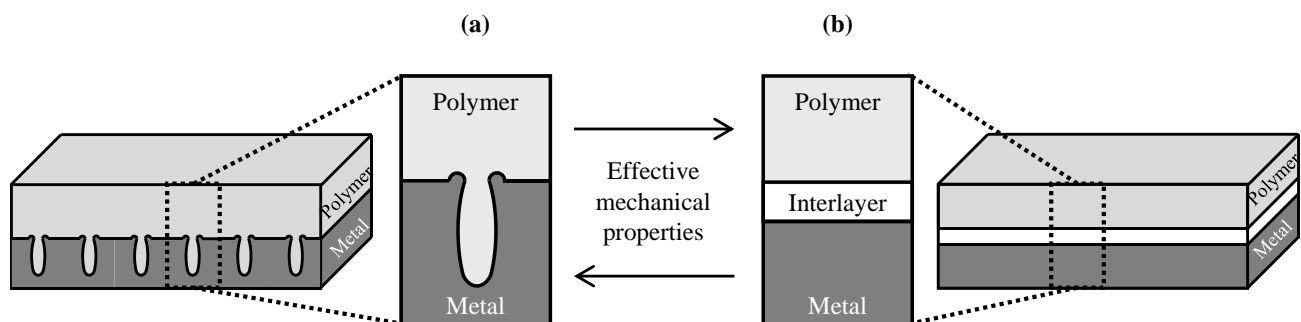 (a)
(b)
Polymer
Metal
Polymer
Metal
Effective
mechanical
properties
Polymer
Interlayer
Metal
Polymer
Metal